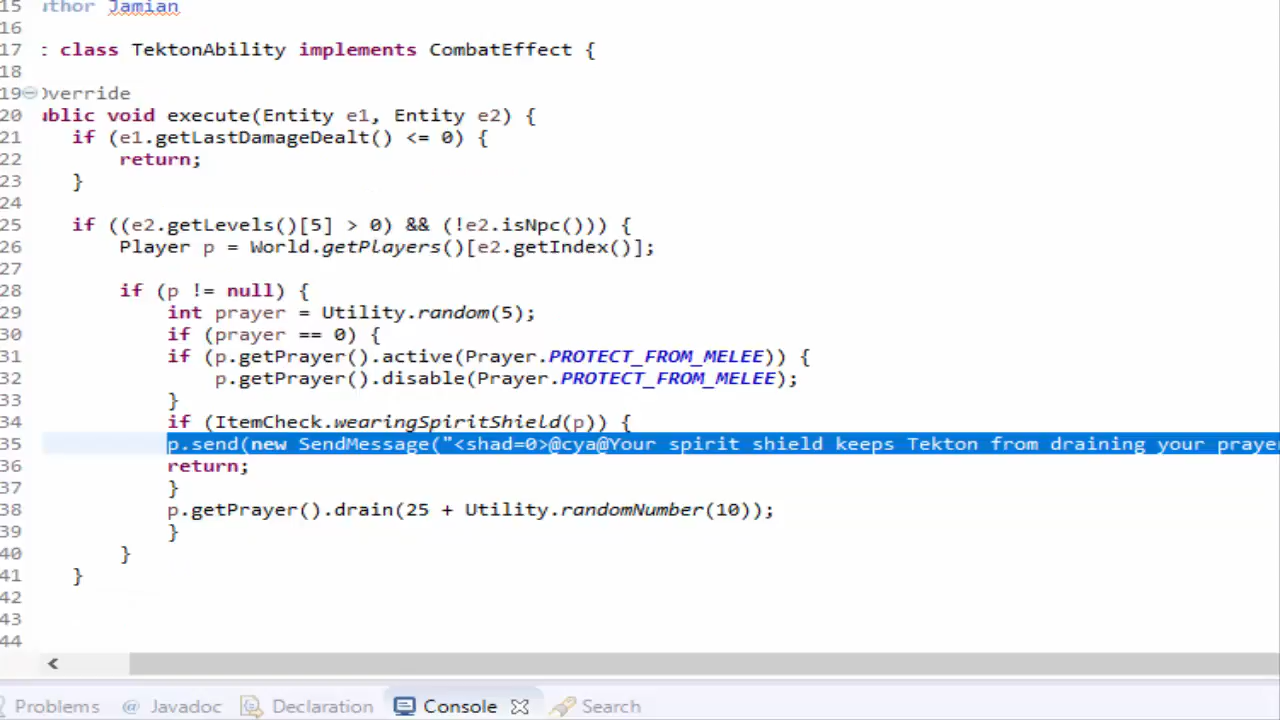 15 thor Jamian
16
17 : class TektonAbility implements CombatEffect {
18
19 verride
20 blic void execute(Entity e1, Entity e2) {
21 if (e1.getLastDamageDealt() <= 0) {
22 return;
23 }
24
25 if ((e2.getLevels()[5] > 0) && (!e2.isNpc())) {
26 Player p = World.getPlayers()[e2.getIndex()];
27
28 if (p != null) {
29 int prayer = Utility.random(5);
30 if (prayer == 0) {
31 if (p.getPrayer().active(Prayer.PROTECT_FROM_MELEE)) {
32 p.getPrayer().disable(Prayer.PROTECT_FROM_MELEE);
33 }
34 if (ItemCheck.wearingSpiritShield(p)) {
35 p.send(new SendMessage("<shad=0>@cya@Your spirit shield keeps Tekton from draining your prayer
36 return;
37 }
38 p.getPrayer().drain(25 + Utility.randomNumber(10));
39 }
40 }
41 }
42
43
44
Problems @ Javadoc Declaration Console Search